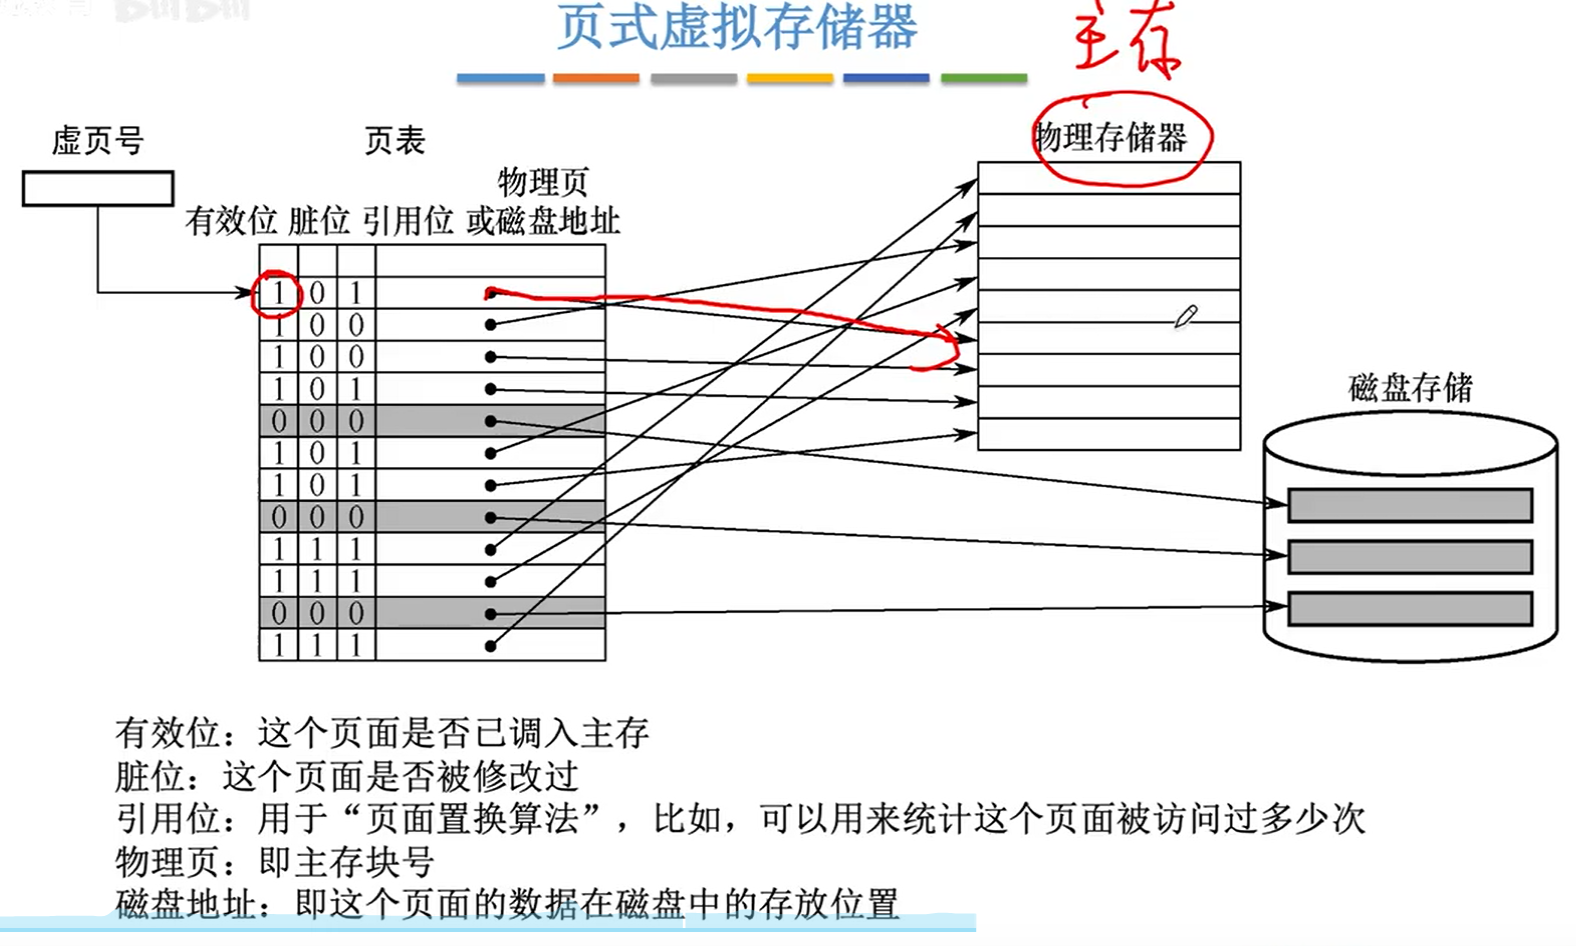 页式虚拟存储器
主存
虚页号
页表
物理存储器
物理页
有效位 脏位 引用位 或磁盘地址
1 0 1
1 0 0
1 0 0
1 0 1
0 0 0
1 0 1
1 0 1
0 0 0
1 1 1
1 1 1
0 0 0
1 1 1
磁盘存储
有效位：这个页面是否已调入主存
脏位：这个页面是否被修改过
引用位：用于“页面置换算法”，比如，可以用来统计这个页面被访问过多少次
物理页：即主存块号
磁盘地址：即这个页面的数据在磁盘中的存放位置